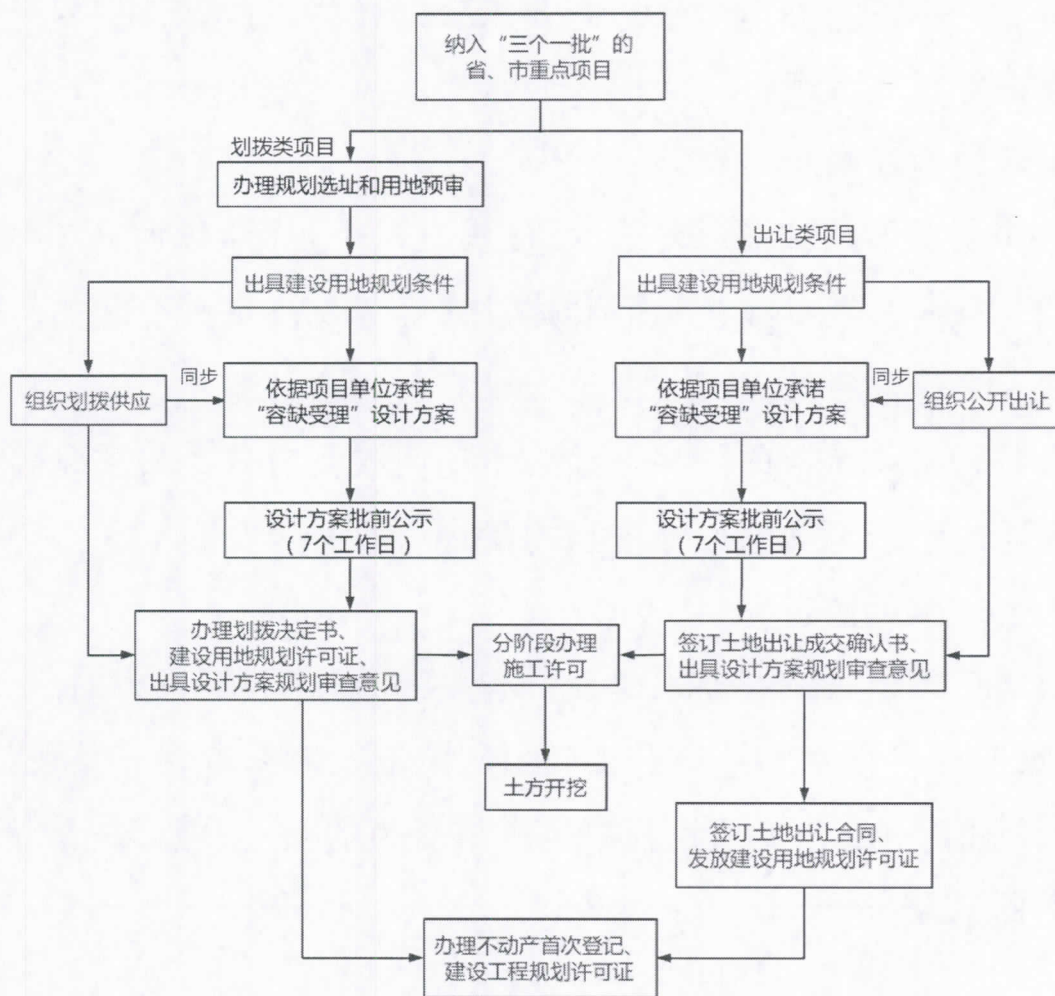 纳入“三个一批”的
省、市重点项目
划拨类项目
办理规划选址和用地预审
出让类项目
出具建设用地规划条件
出具建设用地规划条件
组织划拨供应
同步
依据项目单位承诺
“容缺受理”设计方案
依据项目单位承诺
“容缺受理”设计方案
同步
组织公开出让
设计方案批前公示
（7个工作日）
设计方案批前公示
（7个工作日）
办理划拨决定书、
建设用地规划许可证、
出具设计方案规划审查意见
分阶段办理
施工许可
签订土地出让成交确认书、
出具设计方案规划审查意见
土方开挖
签订土地出让合同、
发放建设用地规划许可证
办理不动产首次登记、
建设工程规划许可证